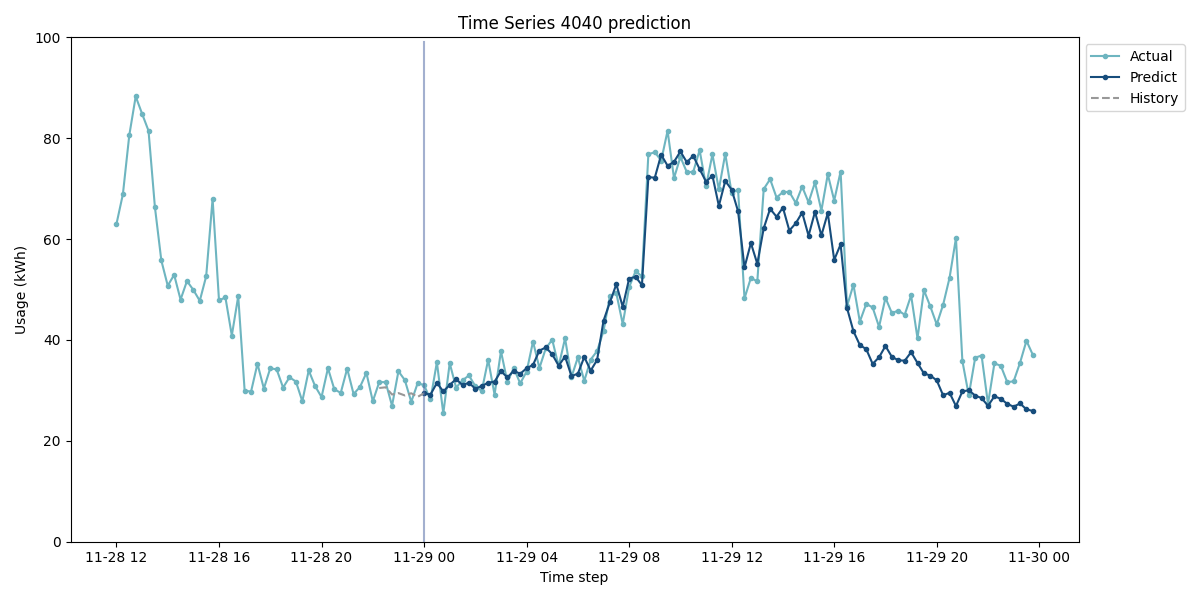 Time Series 4040 prediction
Usage (kWh)
100
80
60
40
20
0
11-28 12
11-28 16
11-28 20
11-29 00
11-29 04
11-29 08
11-29 12
11-29 16
11-29 20
11-30 00
Time step
Actual
Predict
History